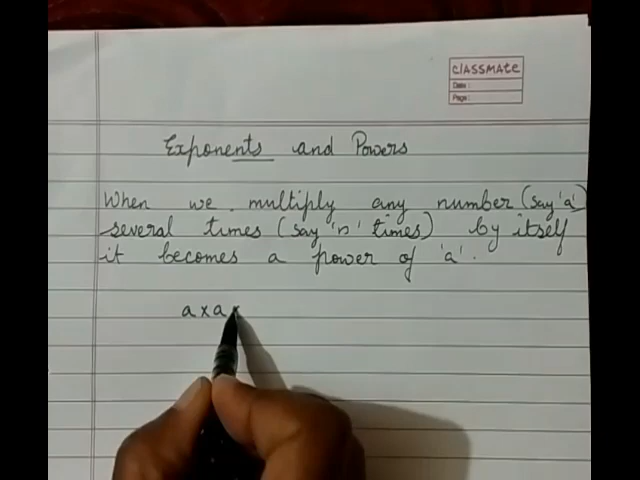 CLASSMATE
Date :
Page :
Exponents and Powers
When we multiply any number (say 'a')
several times (say 'n' times) by itself
it becomes a power of 'a'.
a x a x